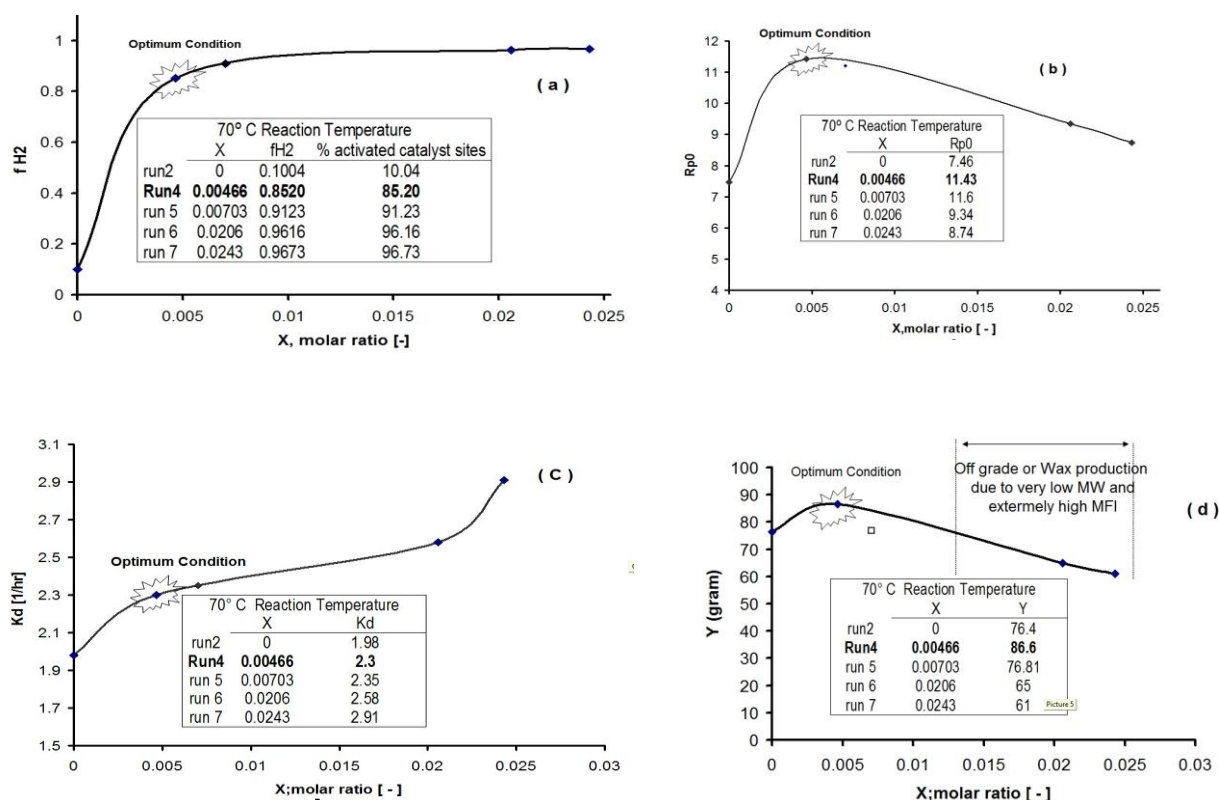 Optimum Condition
( a )
1
0.8
0.6
0.4
0.2
0
f H2
70° C Reaction Temperature
X fH2 % activated catalyst sites
run2 0 0.1004 10.04
Run4 0.00466 0.8520 85.20
run 5 0.00703 0.9123 91.23
run 6 0.0206 0.9616 96.16
run 7 0.0243 0.9673 96.73
0 0.005 0.01 0.015 0.02 0.025
X, molar ratio [-]
Optimum Condition
( b )
12
11
10
9
8
7
6
5
4
Rp0
70° C Reaction Temperature
X Rp0
run2 0 7.46
Run4 0.00466 11.43
run 5 0.00703 11.6
run 6 0.0206 9.34
run 7 0.0243 8.74
0 0.005 0.01 0.015 0.02 0.025
X,molar ratio [ - ]
( C )
3.1
2.9
2.7
2.5
2.3
2.1
1.9
1.7
1.5
Kd [1/hr]
Optimum Condition
70° C Reaction Temperature
X Kd
run2 0 1.98
Run4 0.00466 2.3
run 5 0.00703 2.35
run 6 0.0206 2.58
run 7 0.0243 2.91
0 0.005 0.01 0.015 0.02 0.025 0.03
X;molar ratio [ - ]
Optimum Condition
Off grade or Wax production
due to very low MW and
extermely high MFI
( d )
100
90
80
70
60
50
40
30
20
10
0
Y (gram)
70° C Reaction Temperature
X Y
run2 0 76.4
Run4 0.00466 86.6
run 5 0.00703 76.81
run 6 0.0206 65
run 7 0.0243 61
Picture 5
0 0.005 0.01 0.015 0.02 0.025 0.03
X;molar ratio [ - ]